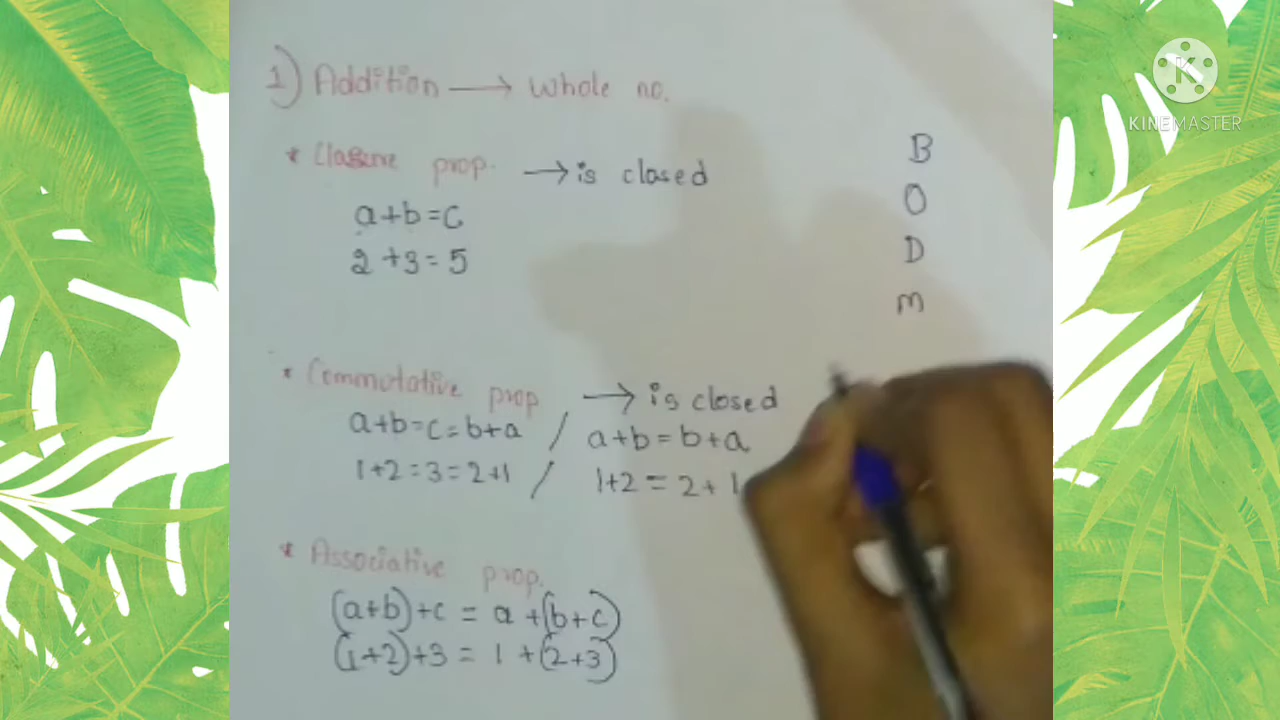 1) Addition → Whole no.
* Closure prop. → is closed
a+b=c
2+3=5
* Commutative prop → is closed
a+b=c=b+a / a+b=b+a
1+2=3=2+1 / 1+2=2+1
* Associative prop.
(a+b)+c = a+(b+c)
(1+2)+3 = 1+(2+3)
B
O
D
m
KINEMASTER